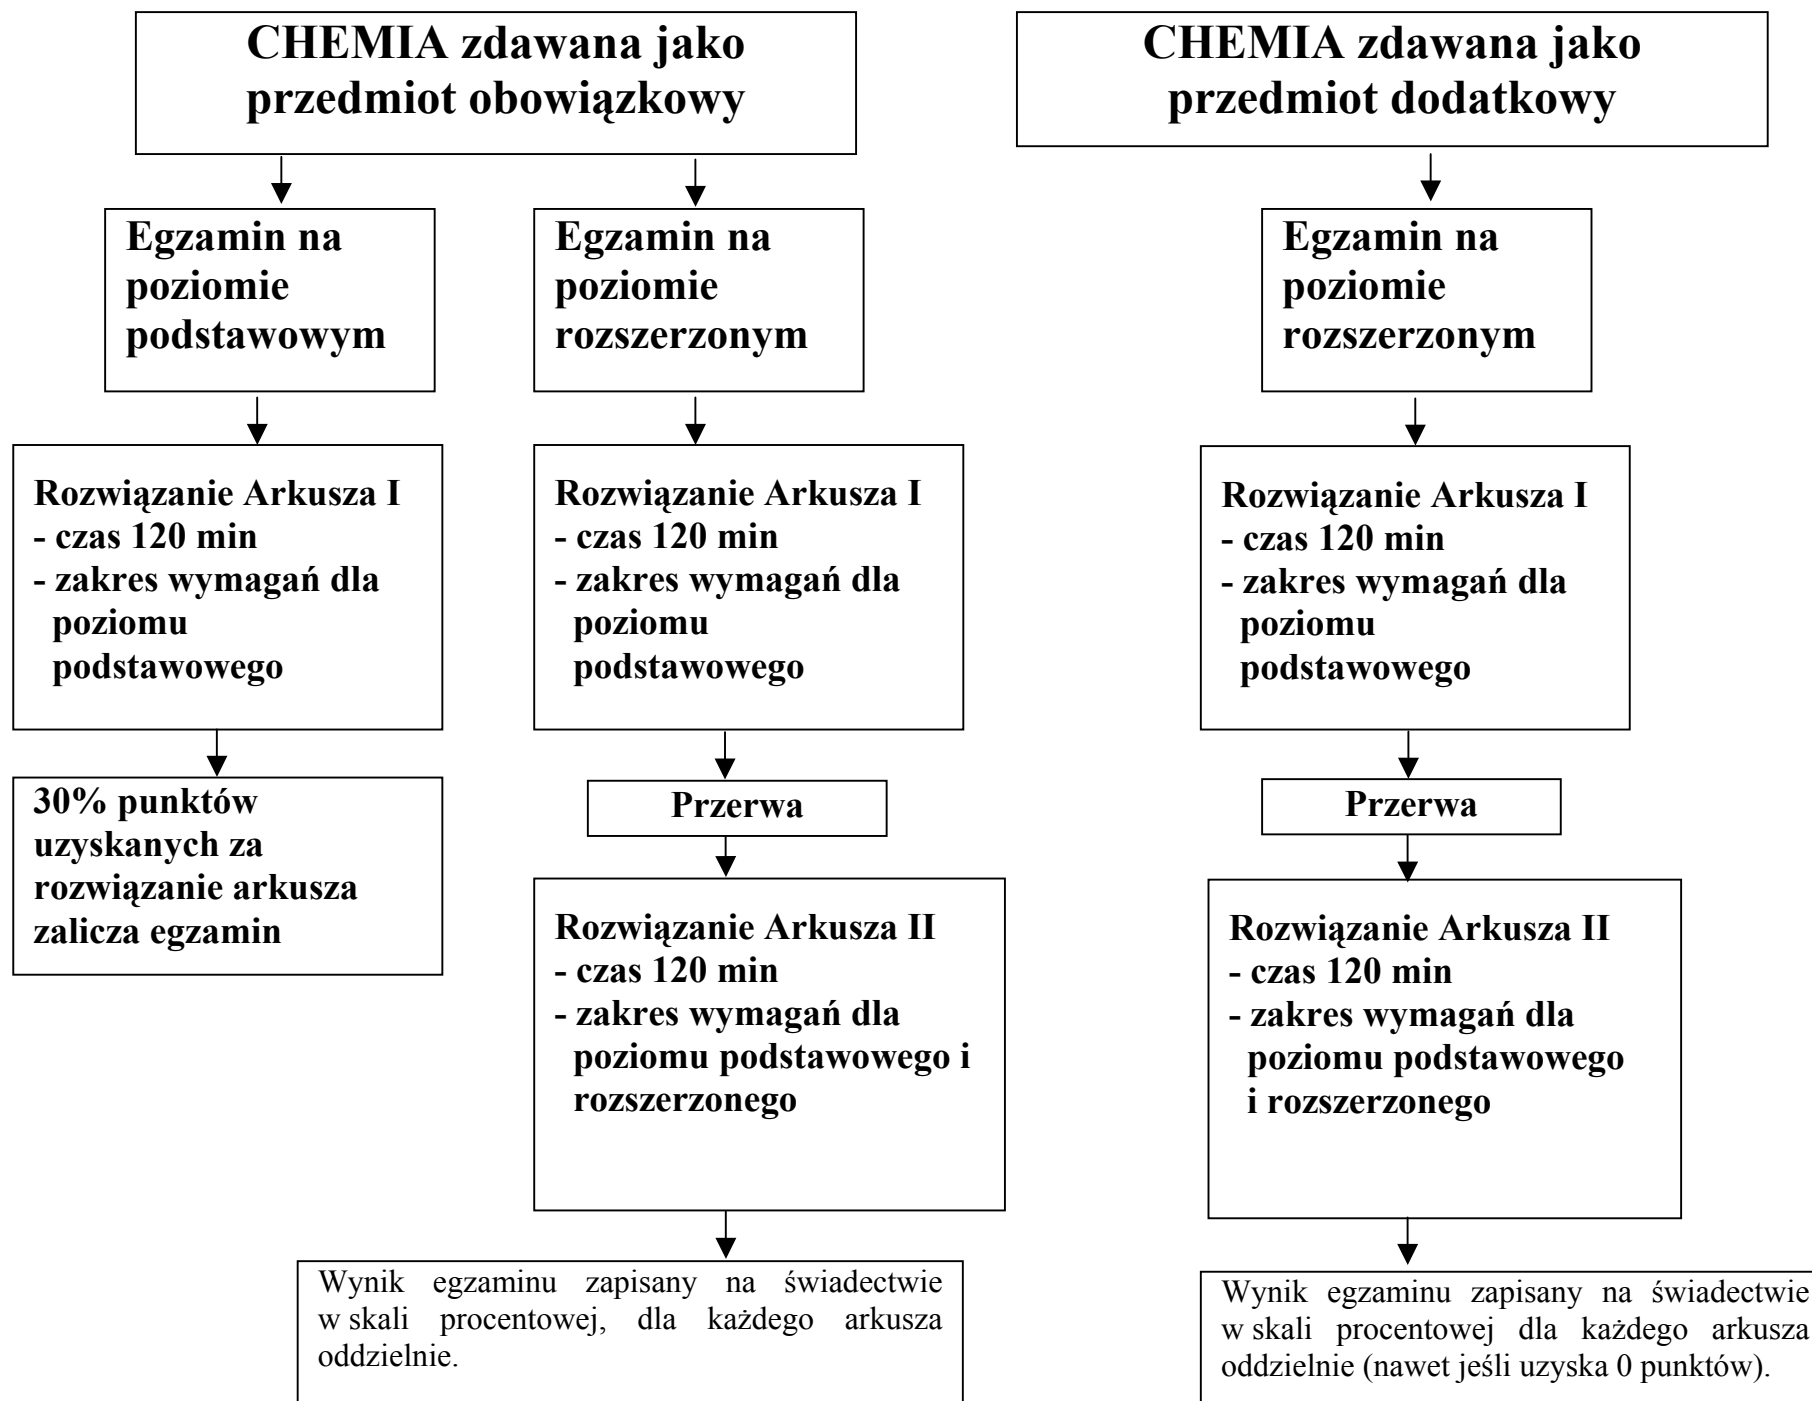 CHEMIA zdawana jako
przedmiot obowiązkowy
CHEMIA zdawana jako
przedmiot dodatkowy
Egzamin na
poziomie
podstawowym
Egzamin na
poziomie
rozszerzonym
Egzamin na
poziomie
rozszerzonym
Rozwiązanie Arkusza I
- czas 120 min
- zakres wymagań dla
poziomu
podstawowego
Rozwiązanie Arkusza I
- czas 120 min
- zakres wymagań dla
poziomu
podstawowego
Rozwiązanie Arkusza I
- czas 120 min
- zakres wymagań dla
poziomu
podstawowego
30% punktów
uzyskanych za
rozwiązanie arkusza
zalicza egzamin
Przerwa
Przerwa
Rozwiązanie Arkusza II
- czas 120 min
- zakres wymagań dla
poziomu podstawowego i
rozszerzonego
Rozwiązanie Arkusza II
- czas 120 min
- zakres wymagań dla
poziomu podstawowego
i rozszerzonego
Wynik egzaminu zapisany na świadectwie
w skali procentowej, dla każdego arkusza
oddzielnie.
Wynik egzaminu zapisany na świadectwie
w skali procentowej dla każdego arkusza
oddzielnie (nawet jeśli uzyska 0 punktów).